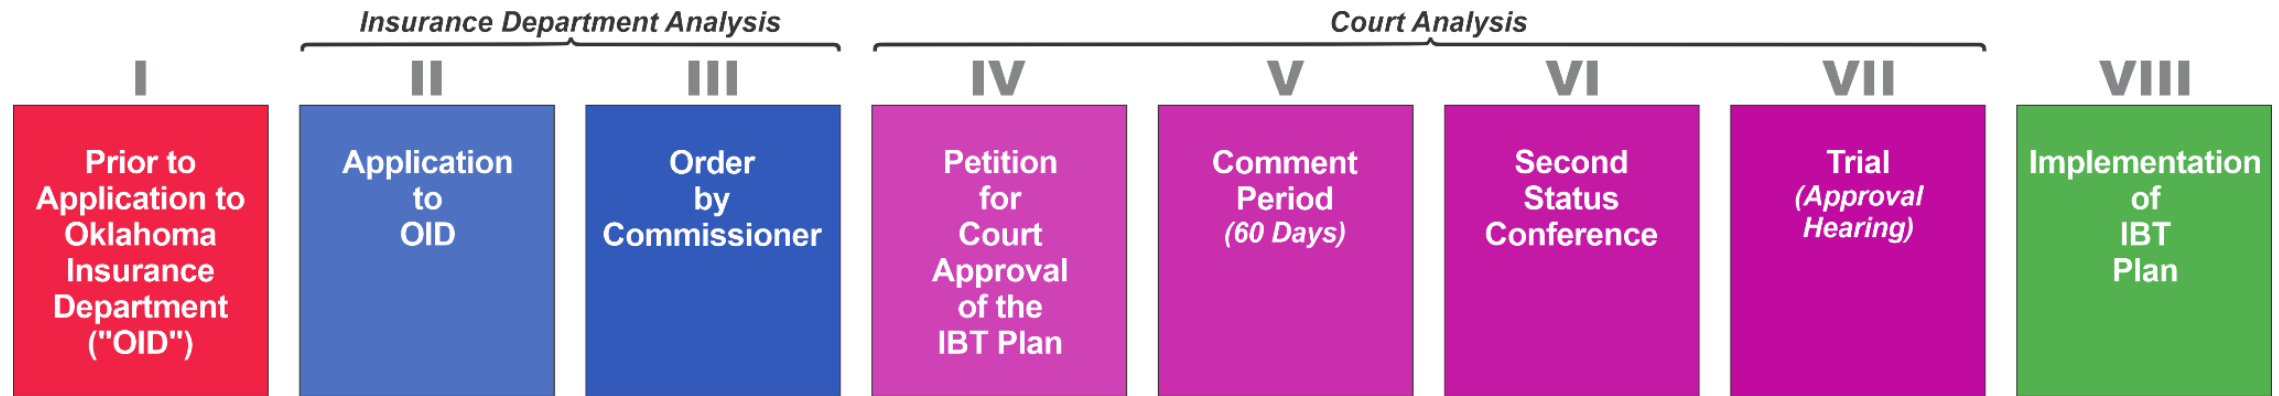 Insurance Department Analysis
Court Analysis
I
II
III
IV
V
VI
VII
VIII
Prior to
Application to
Oklahoma
Insurance
Department
("OID")
Application
to
OID
Order
by
Commissioner
Petition
for
Court
Approval
of the
IBT Plan
Comment
Period
(60 Days)
Second
Status
Conference
Trial
(Approval
Hearing)
Implementation
of
IBT
Plan